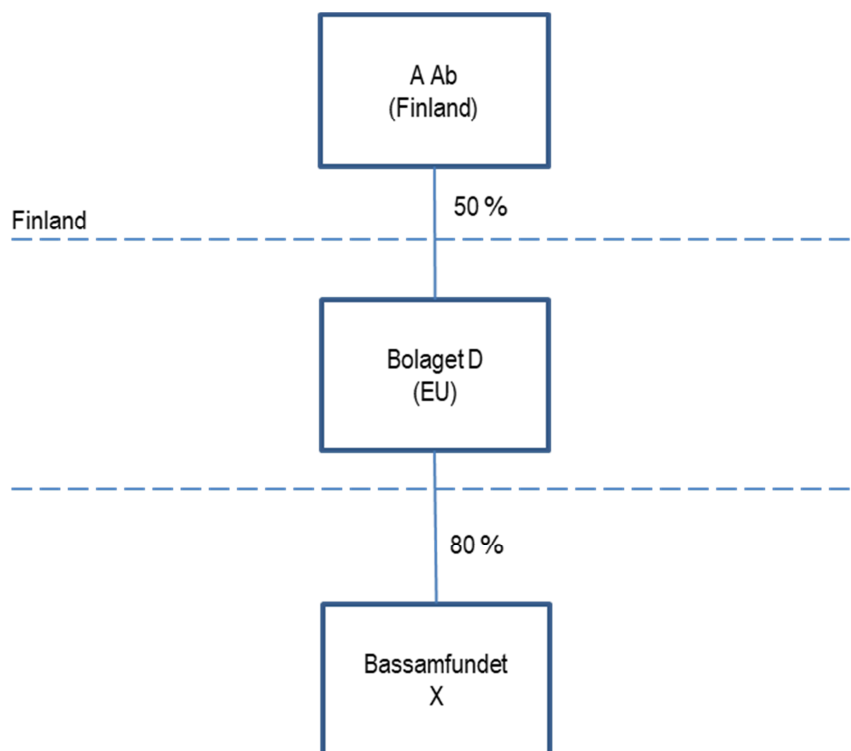 A Ab
(Finland)
50 %
Finland
Bolaget D
(EU)
80 %
Bassamfundet
X